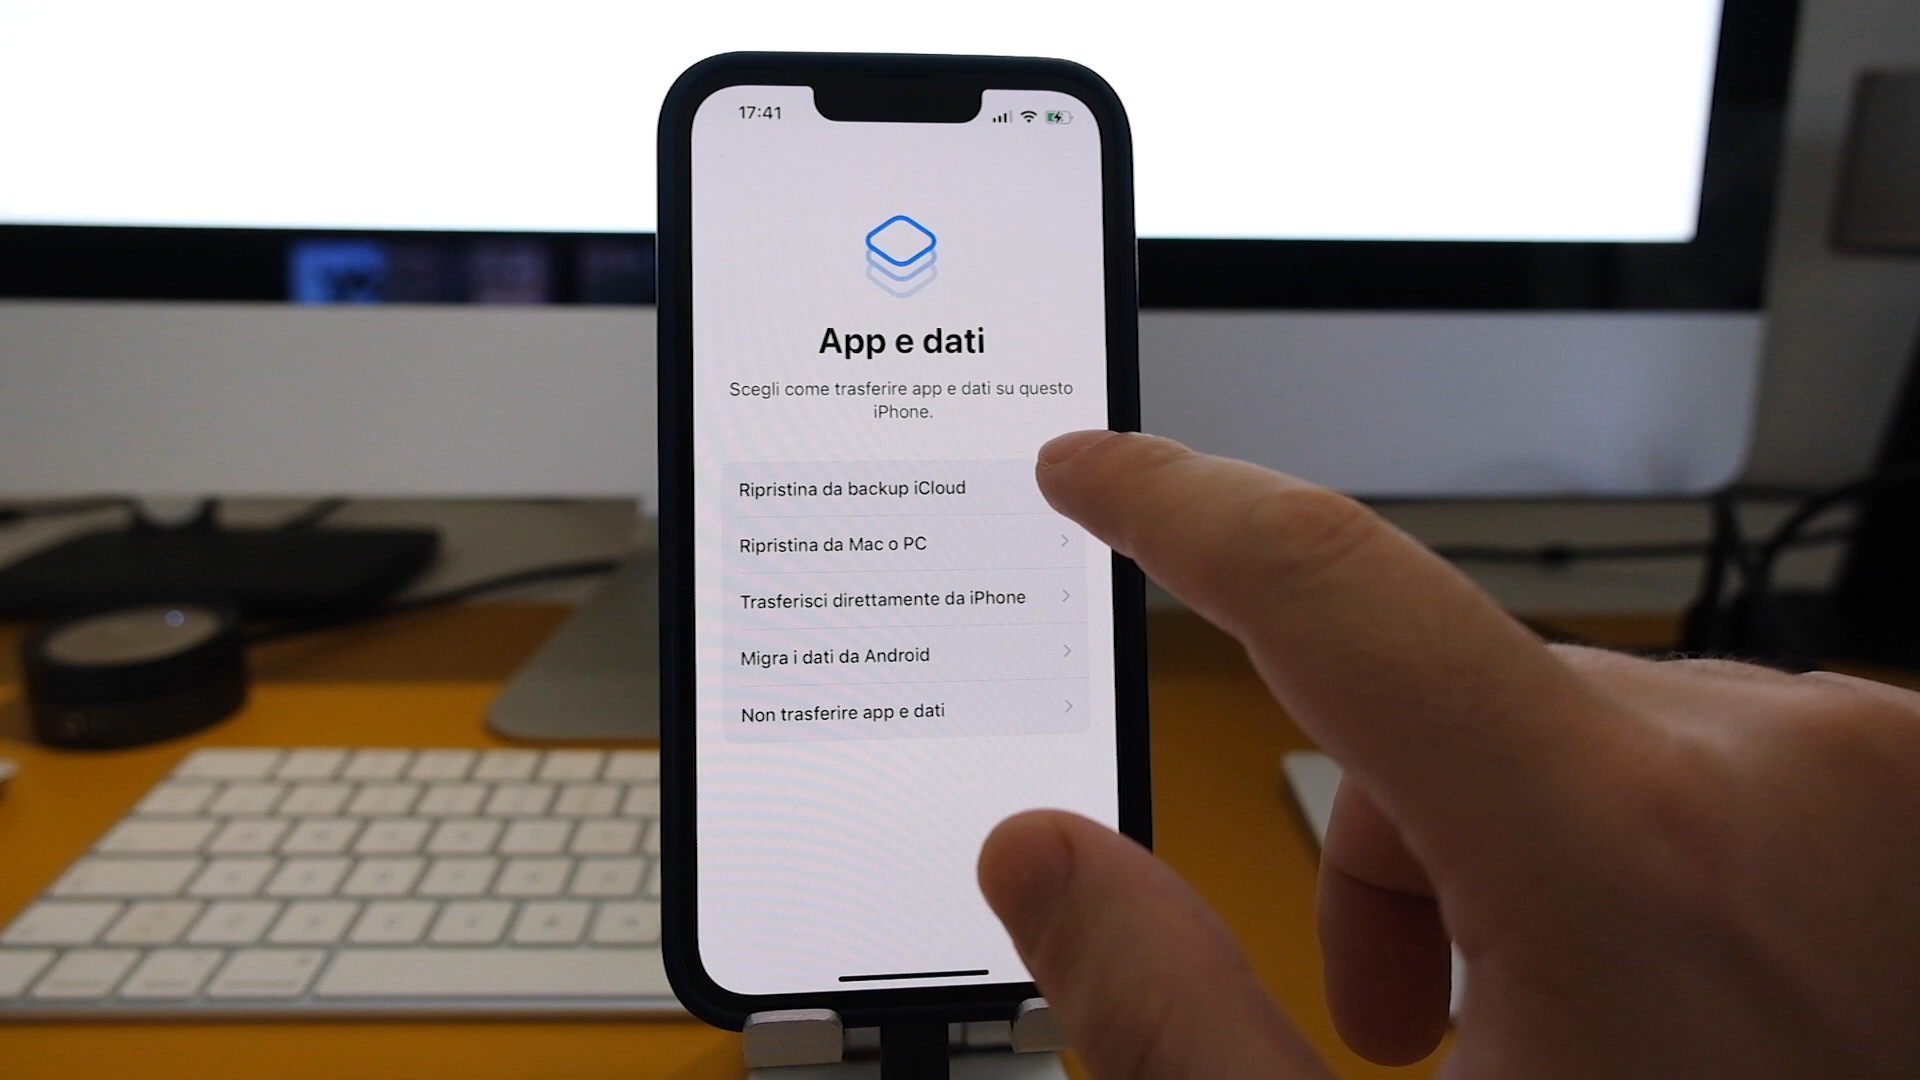 17:41
App e dati
Scegli come trasferire app e dati su questo
iPhone.
Ripristina da backup iCloud
Ripristina da Mac o PC
Trasferisci direttamente da iPhone
Migra i dati da Android
Non trasferire app e dati